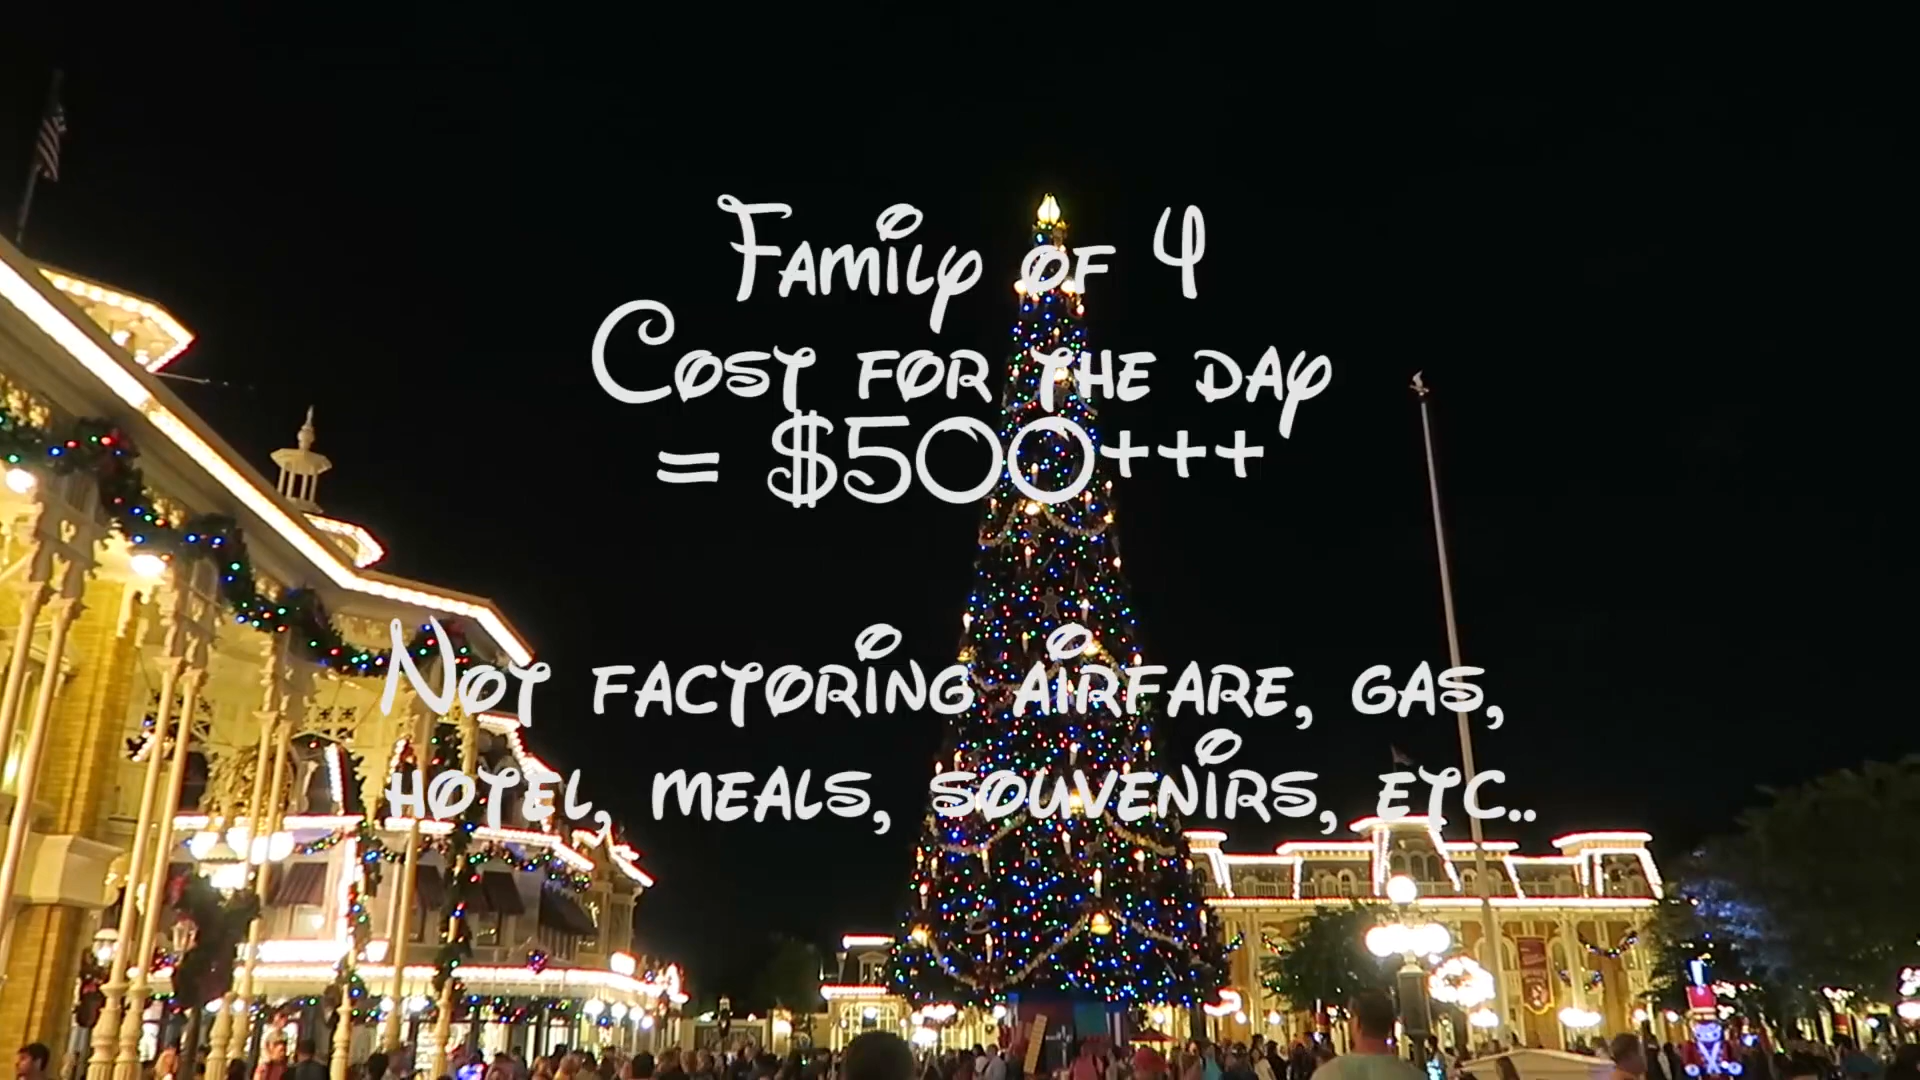 Family of 4
Cost for the day
= $500+++
Not factoring airfare, gas,
hotel, meals, souvenirs, etc..